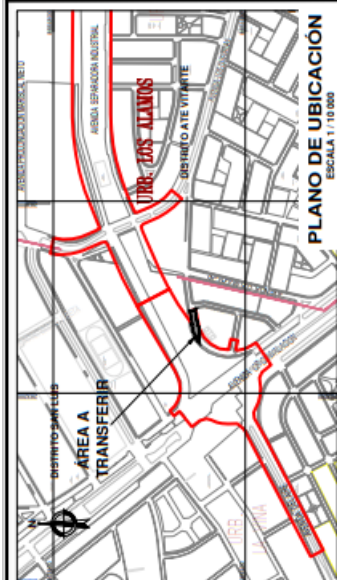 PLANO DE UBICACIÓN
ESCALA 1 / 10 000
DISTRITO SAN LUIS
ÁREA A
TRANSFERIR
URB. LOS ALAMOS
DISTRITO ATE VITARTE
AVENIDA SEPARADORA INDUSTRIAL
N
URB.